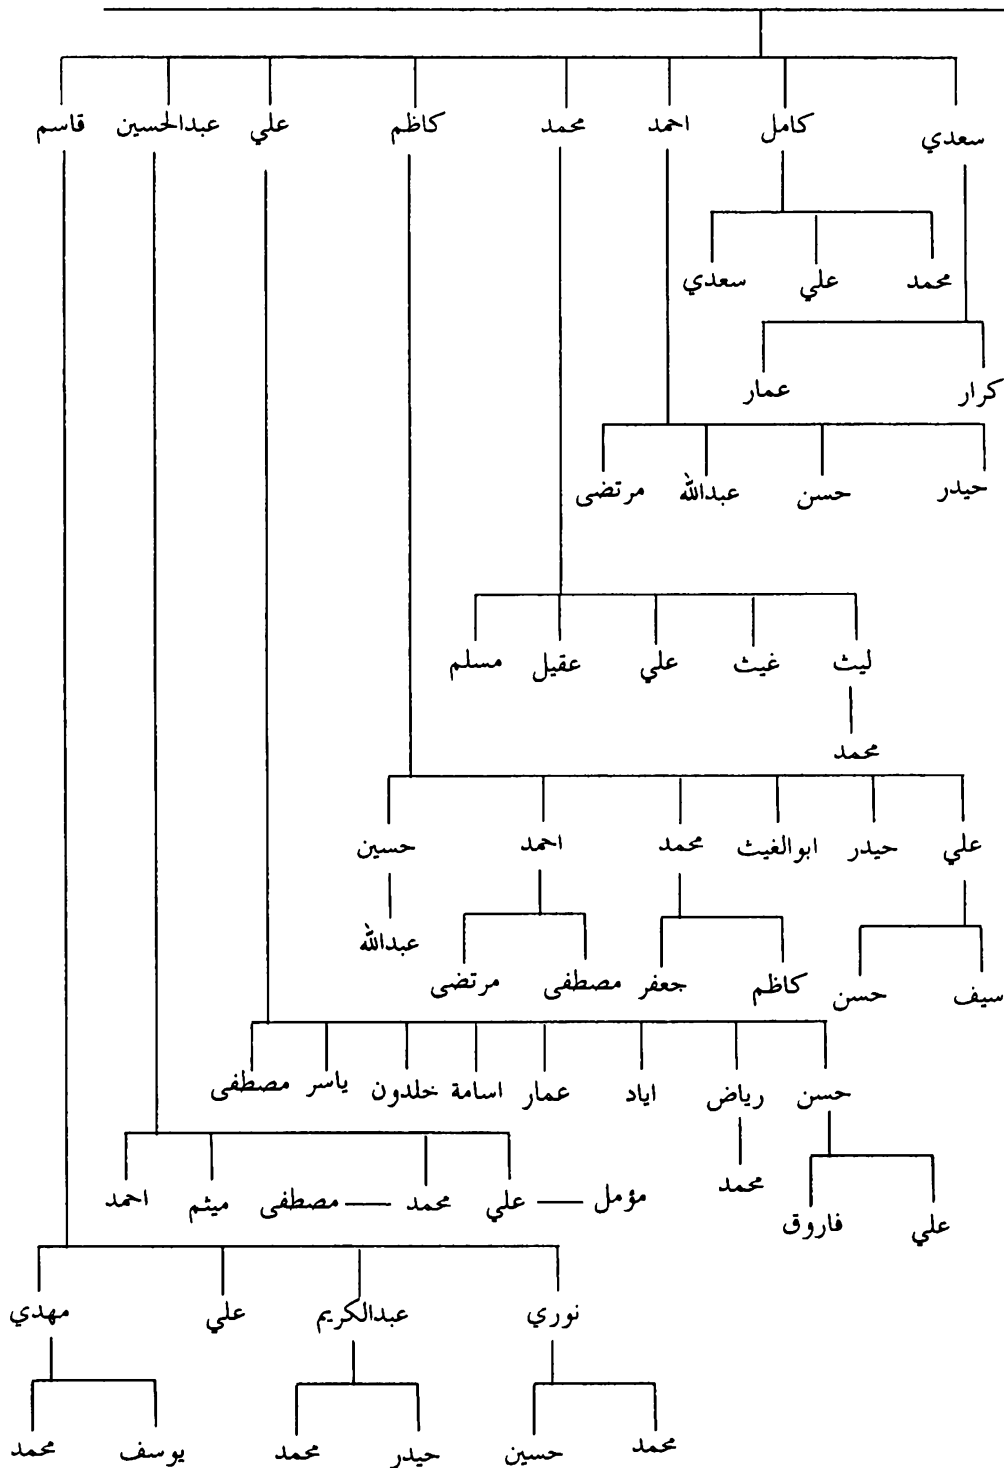 سعدي كامل احمد محمد كاظم علي عبدالحسين قاسم
محمد علي سعدي
كرار عمار
حيدر حسن عبدالله مرتضى
ليث غيث علي عقيل مسلم
محمد
علي حيدر ابوالغيث محمد احمد حسين
عبدالله
سيف حسن كاظم جعفر مصطفى مرتضى
حسن رياض اياد عمار اسامة خلدون ياسر مصطفى
محمد
مؤمل علي محمد مصطفى ميثم احمد
علي فاروق
نوري عبدالكريم علي مهدي
محمد حسين حيدر محمد يوسف محمد